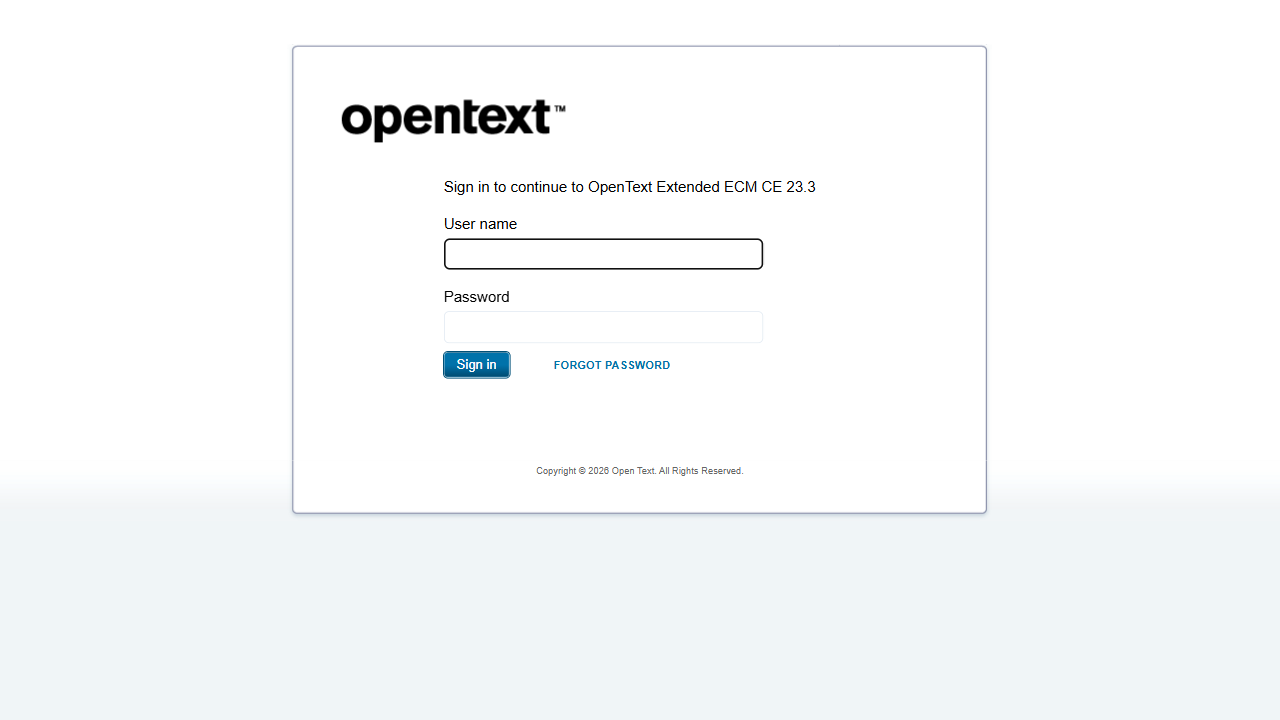 opentext™
Sign in to continue to OpenText Extended ECM CE 23.3
User name
Password
Sign in
FORGOT PASSWORD
Copyright © 2026 Open Text. All Rights Reserved.